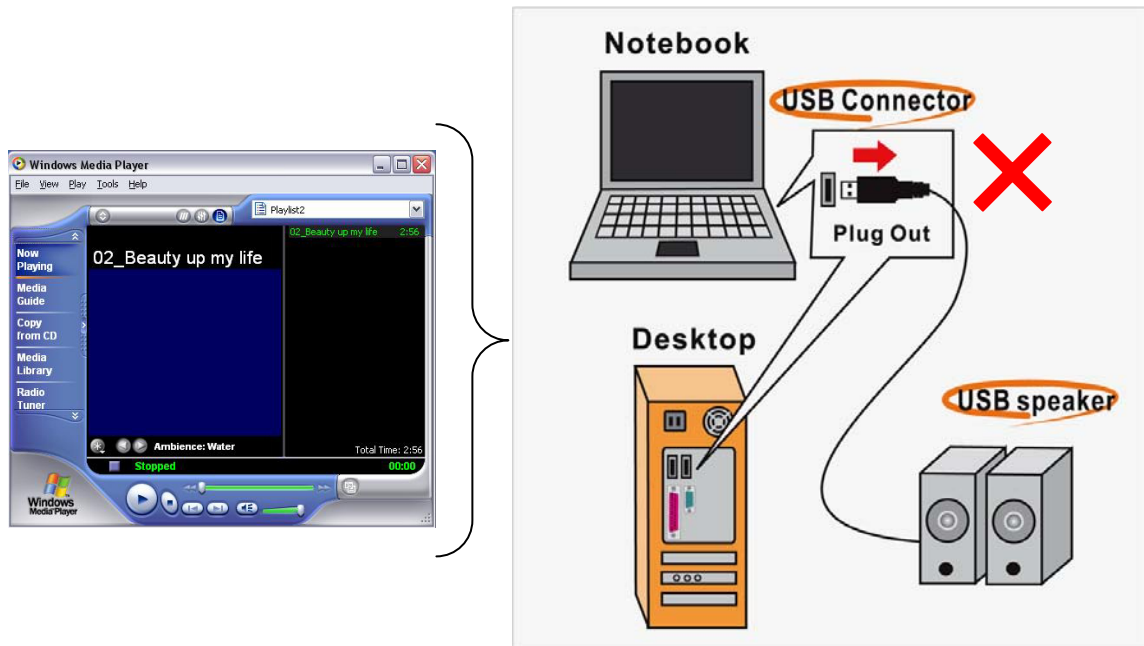 Windows Media Player
File View Play Tools Help
Playlist2
Now
Playing
Media
Guide
Copy
from CD
Media
Library
Radio
Tuner
02_Beauty up my life
02_Beauty up my life 2:56
Ambience: Water
Total Time: 2:56
Stopped
00:00
Windows
Media Player
Notebook
USB Connector
Plug Out
Desktop
USB speaker